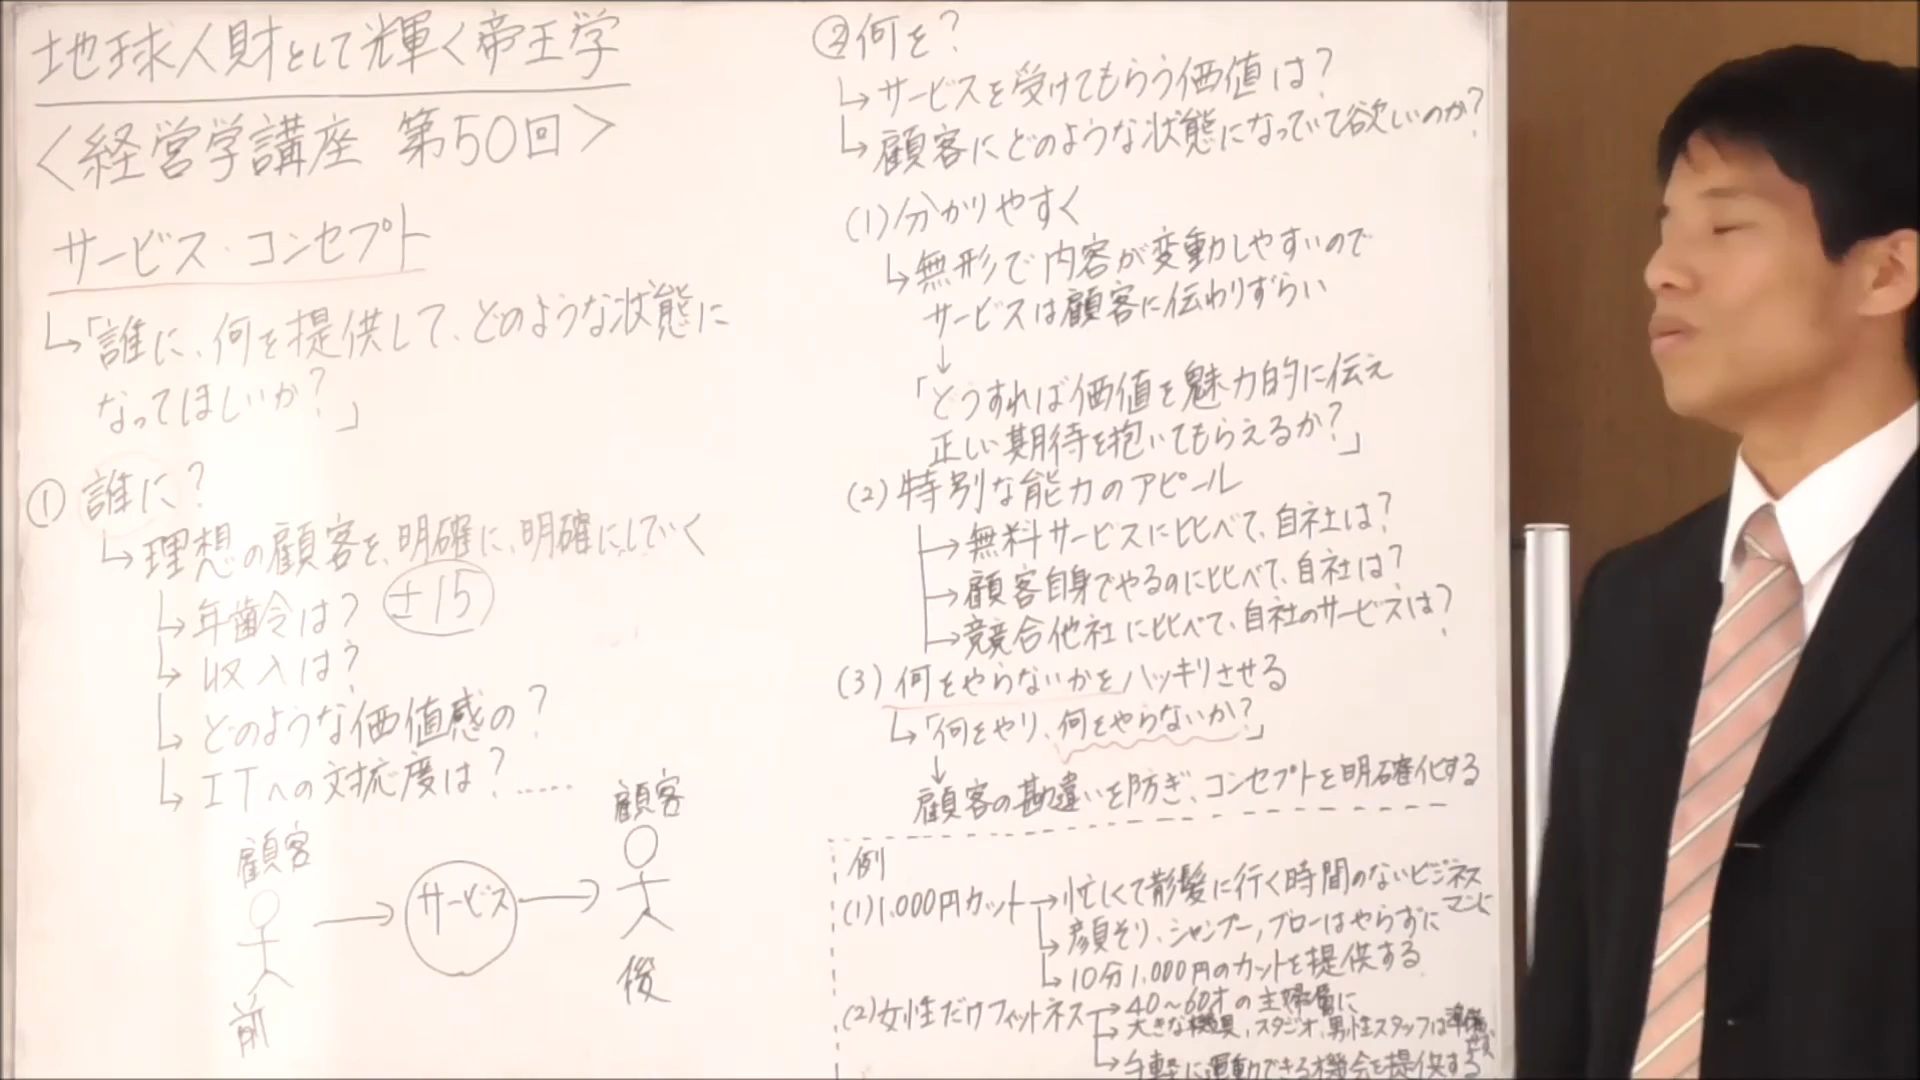 地球人財として輝く帝王学
<経営学講座 第50回>
サービス・コンセプト
↳「誰に、何を提供して、どのような状態に
なってほしいか?」
① 誰に?
↳理想の顧客を、明確に、明確にしていく
↳年齢令は? ±15
↳収入は?
↳どのような価値感の?
↳ITへの対応度は?……
顧客
前
サービス
顧客
後
②何を?
↳サービスを受けてもらう価値は?
↳顧客にどのような状態になっていて欲しいのか?
(1)分かりやすく
↳無形で内容が変動しやすいので
サービスは顧客に伝わりずらい
↓
「どうすれば価値を魅力的に伝え
正しい期待を抱いてもらえるか?」
(2)特別な能力のアピール
→無料サービスに比べて、自社は?
→顧客自身でやるのに比べて、自社は?
→競合他社に比べて、自社のサービスは?
(3)何をやらないかをハッキリさせる
↳「何をやり、何をやらないか?」
↓
顧客の勘違いを防ぎ、コンセプトを明確化する
例
(1)1,000円カット→忙しくて散髪に行く時間のないビジネス
マンに
↳顔そり、シャンプー,ブローはやらずに
↳10分1,000円のカットを提供する
(2)女性だけフィットネス→40〜60才の主婦層に
→大きな機具,スタジオ,男性スタッフは準備
せず
↳手軽に運動できる機会を提供する